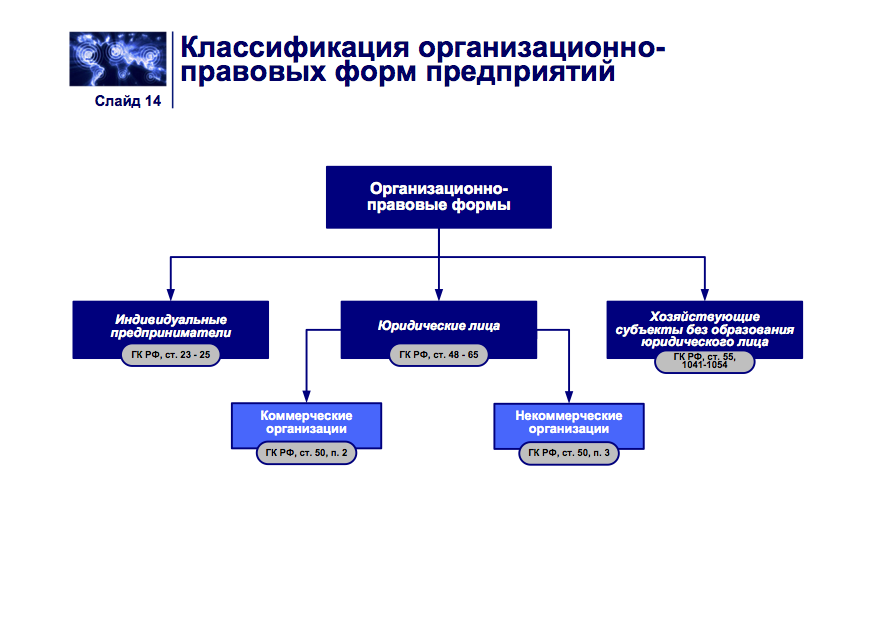 Классификация организационно-
правовых форм предприятий
Слайд 14
Организационно-
правовые формы
Индивидуальные
предприниматели
ГК РФ, ст. 23 - 25
Юридические лица
ГК РФ, ст. 48 - 65
Хозяйствующие
субъекты без образования
юридического лица
ГК РФ, ст. 55,
1041-1054
Коммерческие
организации
ГК РФ, ст. 50, п. 2
Некоммерческие
организации
ГК РФ, ст. 50, п. 3